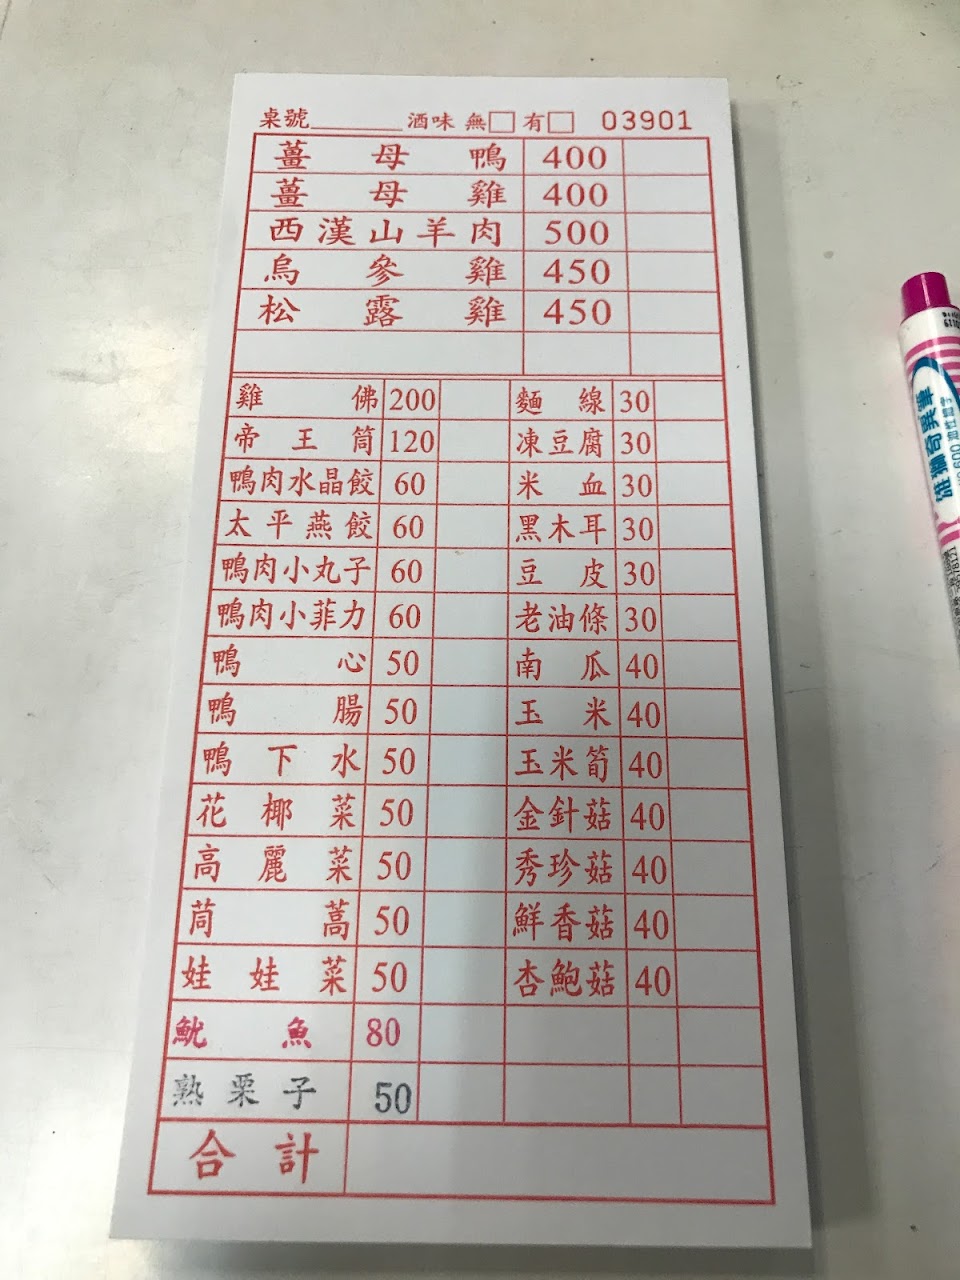 桌號 酒味 無□ 有□ 03901
薑母鴨 400
薑母雞 400
西漢山羊肉 500
烏參雞 450
松露雞 450
雞佛 200 麵線 30
帝王筒 120 凍豆腐 30
鴨肉水晶餃 60 米血 30
太平燕餃 60 黑木耳 30
鴨肉小丸子 60 豆皮 30
鴨肉小菲力 60 老油條 30
鴨心 50 南瓜 40
鴨腸 50 玉米 40
鴨下水 50 玉米筍 40
花椰菜 50 金針菇 40
高麗菜 50 秀珍菇 40
茼蒿 50 鮮香菇 40
娃娃菜 50 杏鮑菇 40
魷魚 80
熟栗子 50
合計
雄獅奇異筆